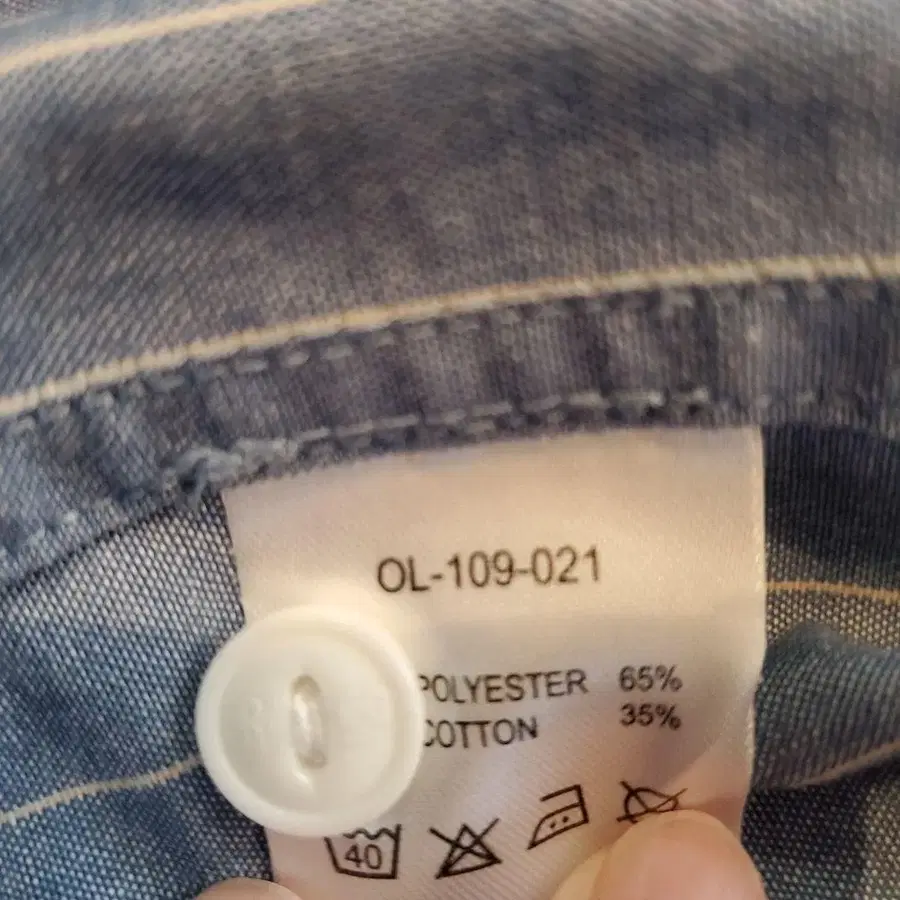 OL-109-021
POLYESTER 65%
COTTON 35%
40